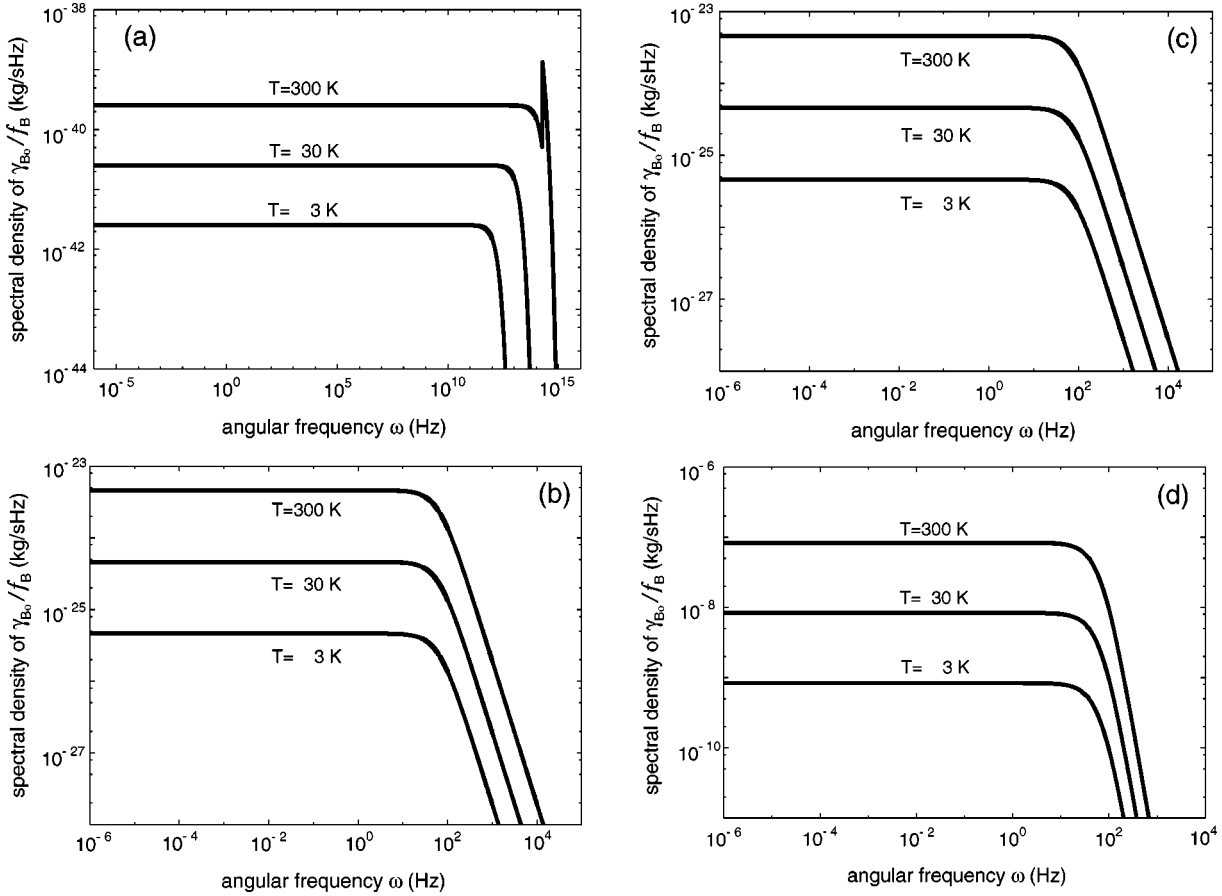 (a)
spectral density of γ_Bo/f_B (kg/sHz)
10^-38
10^-40
10^-42
10^-44
T=300 K
T= 30 K
T= 3 K
10^-5 10^0 10^5 10^10 10^15
angular frequency ω (Hz)
(c)
spectral density of γ_Bo/f_B (kg/sHz)
10^-23
10^-25
10^-27
T=300 K
T= 30 K
T= 3 K
10^-6 10^-4 10^-2 10^0 10^2 10^4
angular frequency ω (Hz)
(b)
spectral density of γ_Bo/f_B (kg/sHz)
10^-23
10^-25
10^-27
T=300 K
T= 30 K
T= 3 K
10^-6 10^-4 10^-2 10^0 10^2 10^4
angular frequency ω (Hz)
(d)
spectral density of γ_Bo/f_B (kg/sHz)
10^-6
10^-8
10^-10
T=300 K
T= 30 K
T= 3 K
10^-6 10^-4 10^-2 10^0 10^2 10^4
angular frequency ω (Hz)